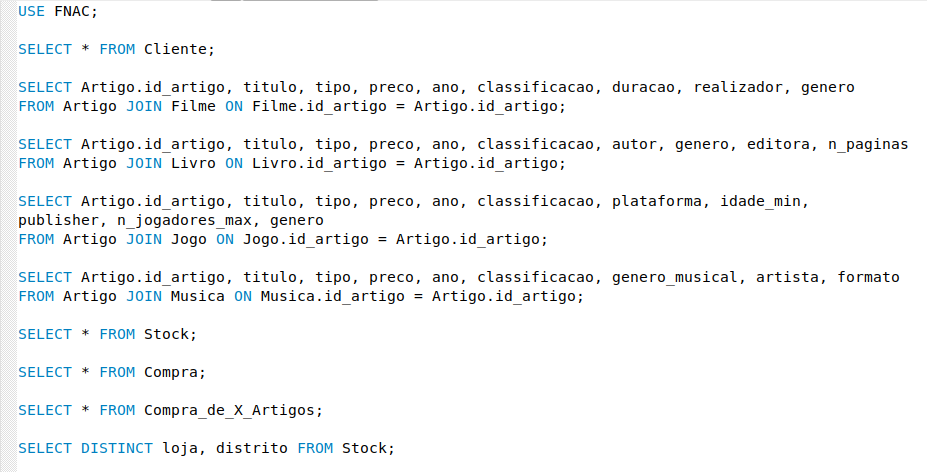 USE FNAC;
SELECT * FROM Cliente;
SELECT Artigo.id_artigo, titulo, tipo, preco, ano, classificacao, duracao, realizador, genero
FROM Artigo JOIN Filme ON Filme.id_artigo = Artigo.id_artigo;
SELECT Artigo.id_artigo, titulo, tipo, preco, ano, classificacao, autor, genero, editora, n_paginas
FROM Artigo JOIN Livro ON Livro.id_artigo = Artigo.id_artigo;
SELECT Artigo.id_artigo, titulo, tipo, preco, ano, classificacao, plataforma, idade_min,
publisher, n_jogadores_max, genero
FROM Artigo JOIN Jogo ON Jogo.id_artigo = Artigo.id_artigo;
SELECT Artigo.id_artigo, titulo, tipo, preco, ano, classificacao, genero_musical, artista, formato
FROM Artigo JOIN Musica ON Musica.id_artigo = Artigo.id_artigo;
SELECT * FROM Stock;
SELECT * FROM Compra;
SELECT * FROM Compra_de_X_Artigos;
SELECT DISTINCT loja, distrito FROM Stock;